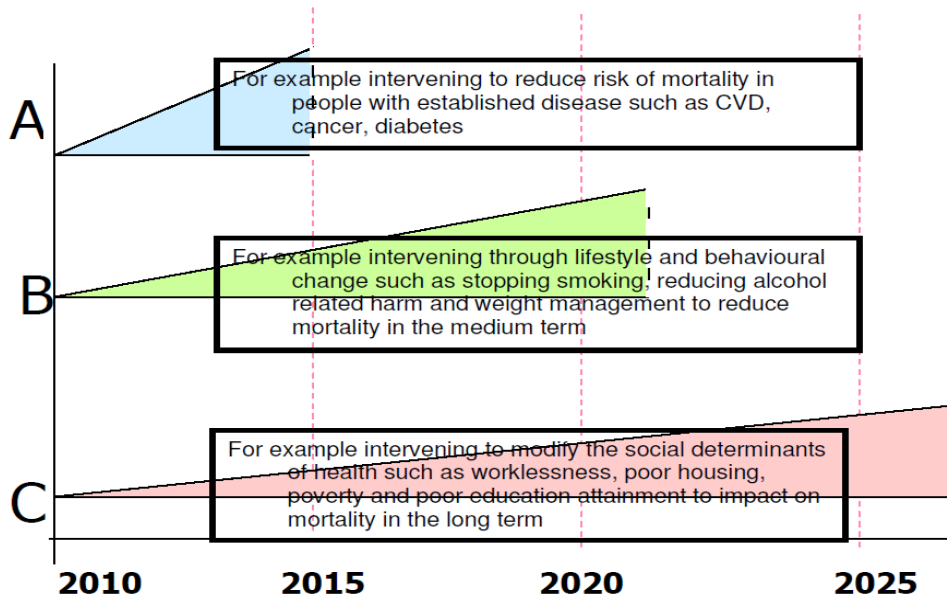 A
For example intervening to reduce risk of mortality in
people with established disease such as CVD,
cancer, diabetes
B
For example intervening through lifestyle and behavioural
change such as stopping smoking, reducing alcohol
related harm and weight management to reduce
mortality in the medium term
C
For example intervening to modify the social determinants
of health such as worklessness, poor housing,
poverty and poor education attainment to impact on
mortality in the long term
2010 2015 2020 2025